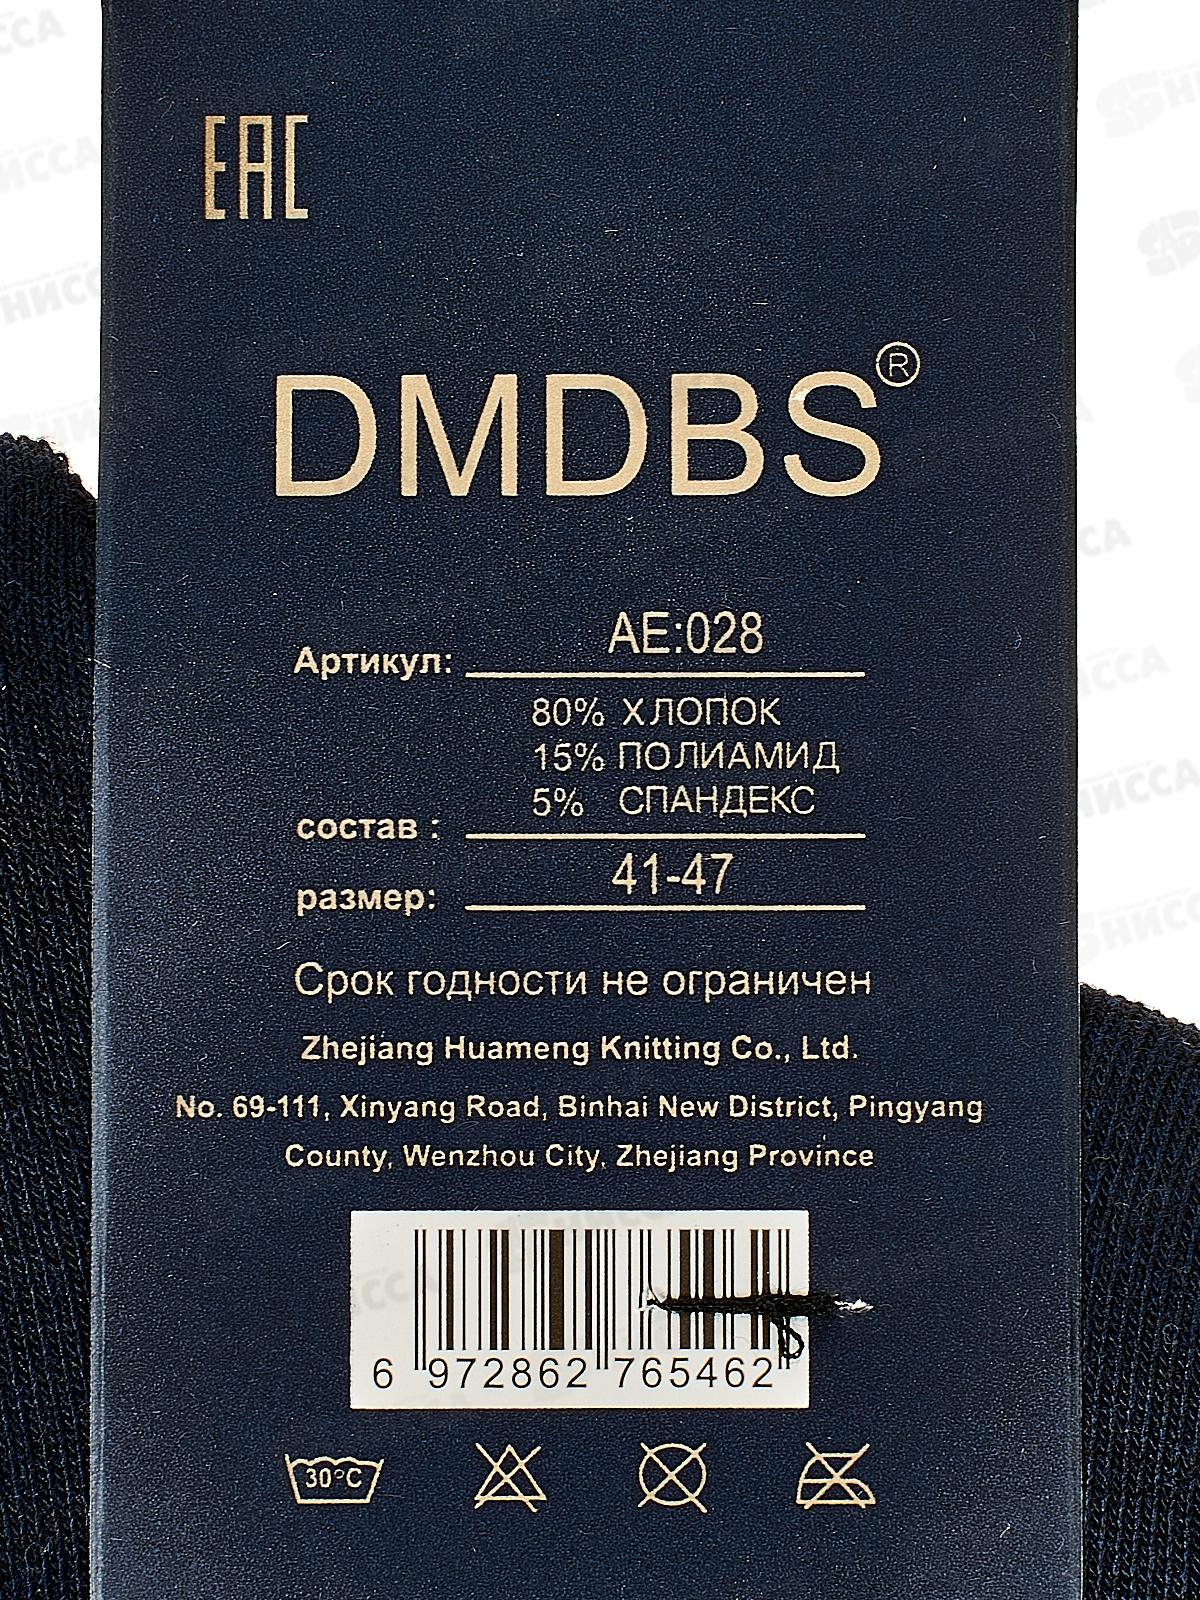 EAC
DMDBS®
Артикул: AE:028
80% ХЛОПОК
15% ПОЛИАМИД
5% СПАНДЕКС
состав :
размер: 41-47
Срок годности не ограничен
Zhejiang Huameng Knitting Co., Ltd.
No. 69-111, Xinyang Road, Binhai New District, Pingyang
County, Wenzhou City, Zhejiang Province
6 972862 765462
30°C